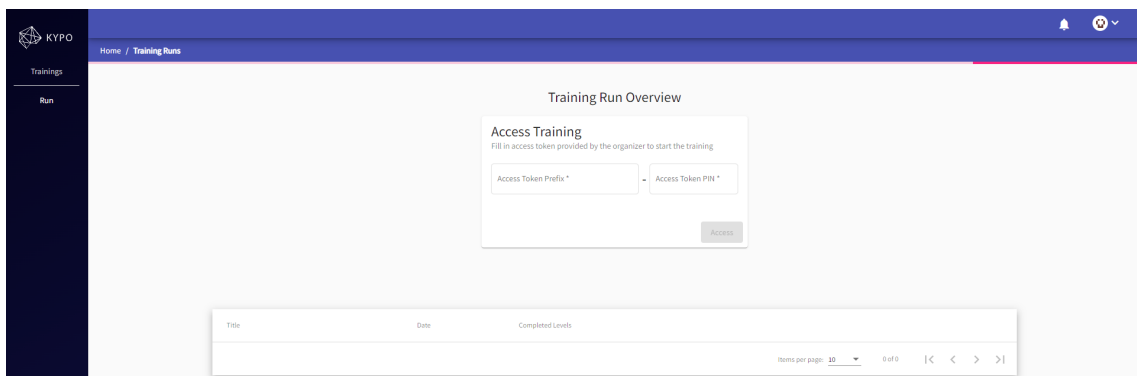 KYPO
Home / Training Runs
Trainings
Run
Training Run Overview
Access Training
Fill in access token provided by the organizer to start the training
Access Token Prefix * - Access Token PIN *
Access
Title Date Completed Levels
Items per page: 10 0 of 0